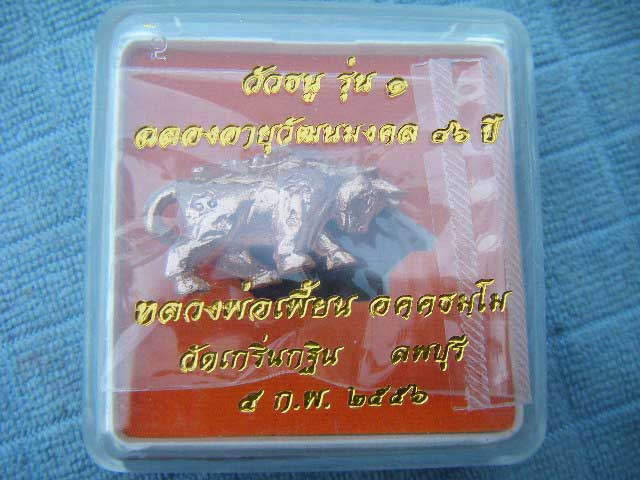 วัวธนู รุ่น ๑
ฉลองอายุวัฒนมงคล ๘๖ ปี
หลวงพ่อเพี้ยน อคฺคธมฺโม
วัดเกริ่นกฐิน ลพบุรี
๕ ก.พ. ๒๕๕๖